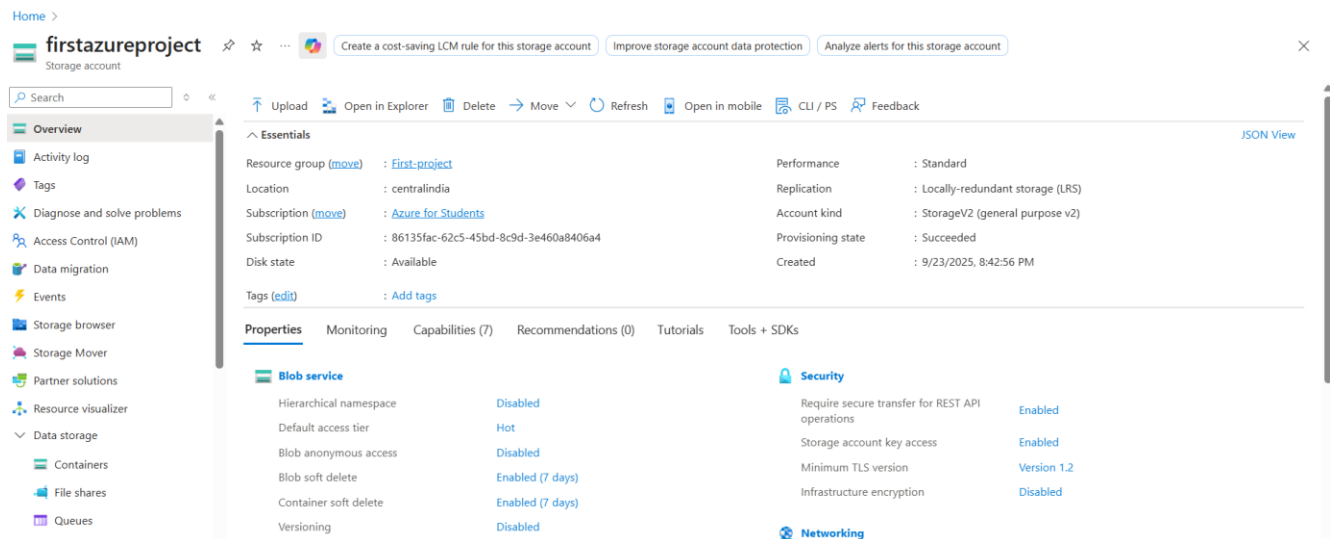 Home >
firstazureproject
Storage account
Create a cost-saving LCM rule for this storage account
Improve storage account data protection
Analyze alerts for this storage account
Search
Overview
Activity log
Tags
Diagnose and solve problems
Access Control (IAM)
Data migration
Events
Storage browser
Storage Mover
Partner solutions
Resource visualizer
Data storage
Containers
File shares
Queues
Upload Open in Explorer Delete Move Refresh Open in mobile CLI / PS Feedback
Essentials
JSON View
Resource group (move) : First-project
Location : centralindia
Subscription (move) : Azure for Students
Subscription ID : 86135fac-62c5-45bd-8c9d-3e460a8406a4
Disk state : Available
Tags (edit) : Add tags
Performance : Standard
Replication : Locally-redundant storage (LRS)
Account kind : StorageV2 (general purpose v2)
Provisioning state : Succeeded
Created : 9/23/2025, 8:42:56 PM
Properties Monitoring Capabilities (7) Recommendations (0) Tutorials Tools + SDKs
Blob service
Hierarchical namespace Disabled
Default access tier Hot
Blob anonymous access Disabled
Blob soft delete Enabled (7 days)
Container soft delete Enabled (7 days)
Versioning Disabled
Security
Require secure transfer for REST API
operations Enabled
Storage account key access Enabled
Minimum TLS version Version 1.2
Infrastructure encryption Disabled
Networking